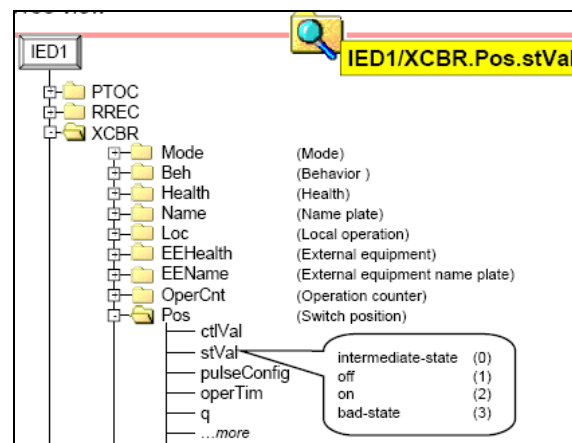 IED1
IED1/XCBR.Pos.stVal
PTOC
RREC
XCBR
Mode (Mode)
Beh (Behavior )
Health (Health)
Name (Name plate)
Loc (Local operation)
EEHealth (External equipment)
EEName (External equipment name plate)
OperCnt (Operation counter)
Pos (Switch position)
ctlVal
stVal
pulseConfig
operTim
q
...more
intermediate-state (0)
off (1)
on (2)
bad-state (3)